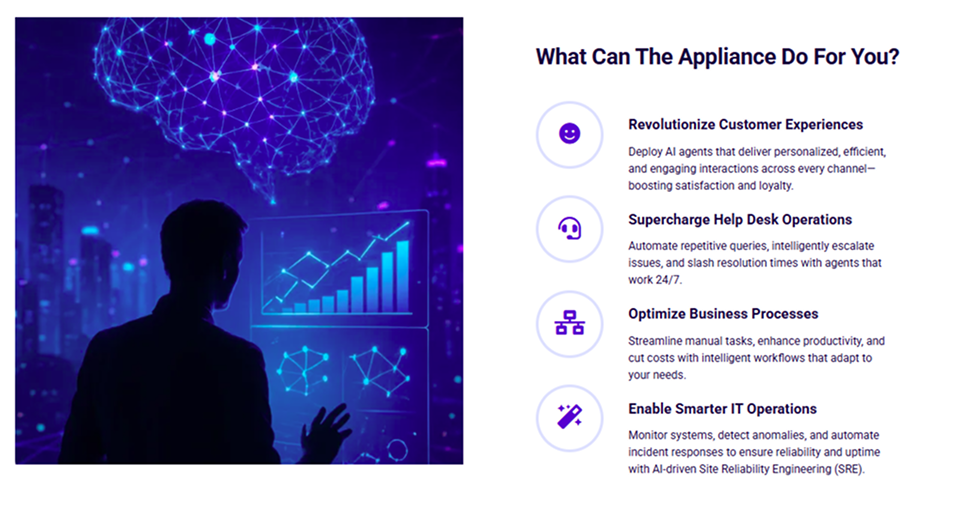 What Can The Appliance Do For You?
Revolutionize Customer Experiences
Deploy AI agents that deliver personalized, efficient,
and engaging interactions across every channel—
boosting satisfaction and loyalty.
Supercharge Help Desk Operations
Automate repetitive queries, intelligently escalate
issues, and slash resolution times with agents that
work 24/7.
Optimize Business Processes
Streamline manual tasks, enhance productivity, and
cut costs with intelligent workflows that adapt to
your needs.
Enable Smarter IT Operations
Monitor systems, detect anomalies, and automate
incident responses to ensure reliability and uptime
with AI-driven Site Reliability Engineering (SRE).